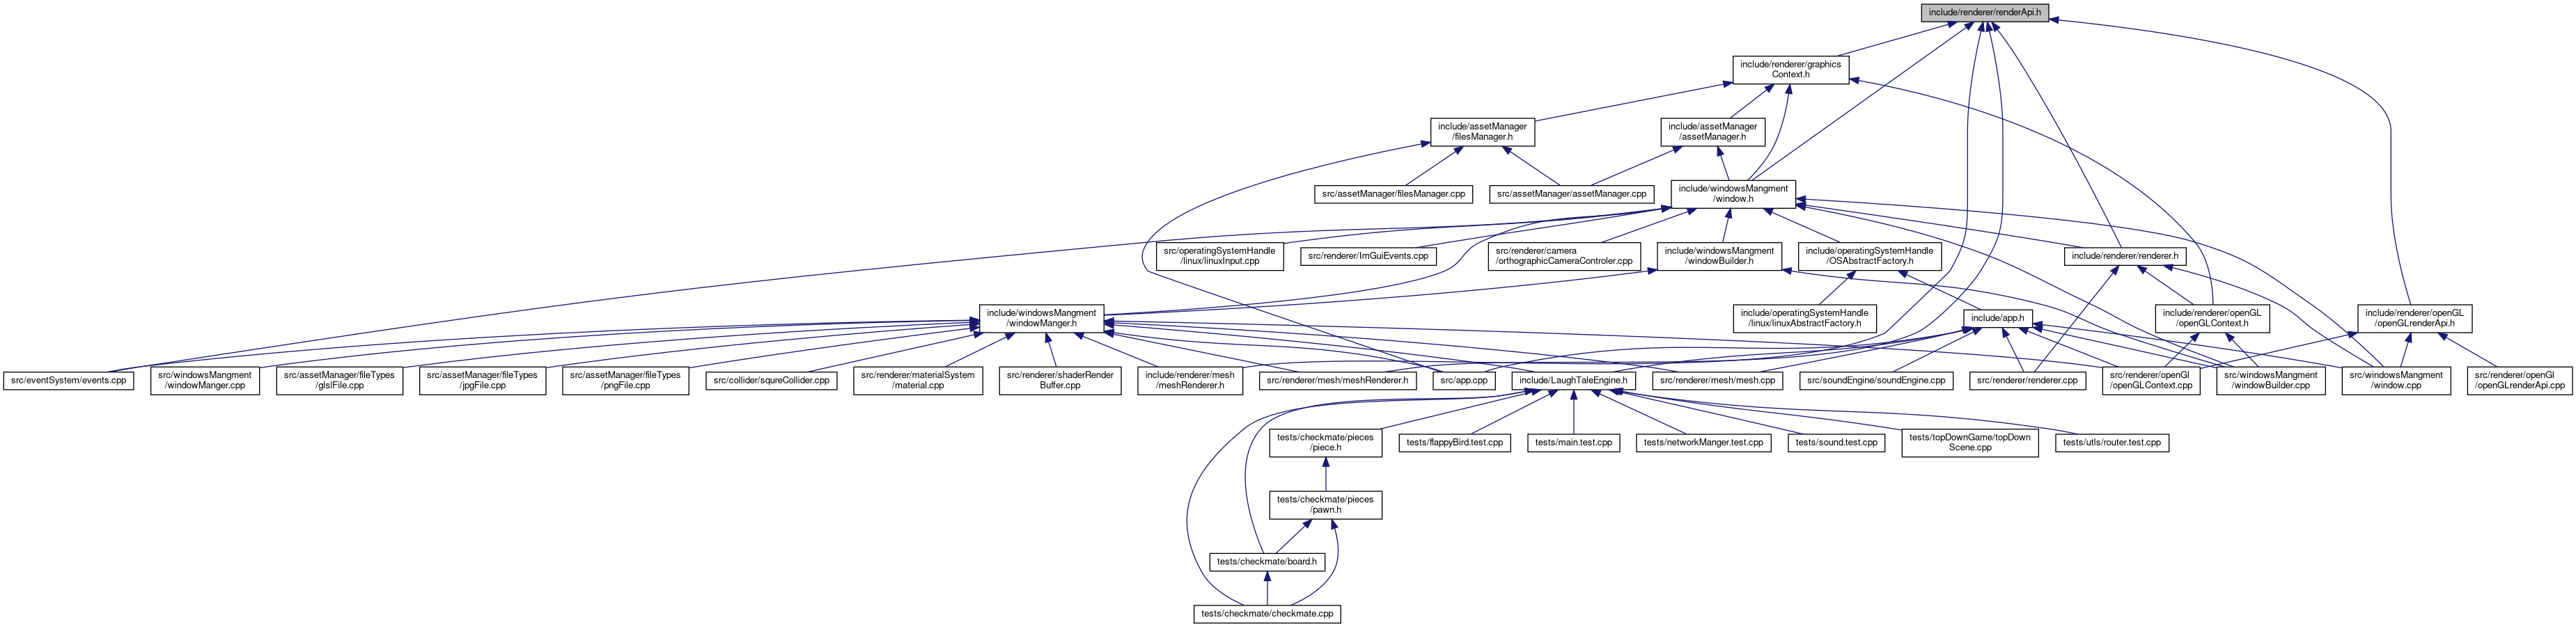 include/renderer/renderApi.h
include/renderer/graphics
Context.h
include/assetManager
/filesManager.h
include/assetManager
/assetManager.h
src/assetManager/filesManager.cpp
src/assetManager/assetManager.cpp
include/windowsMangment
/window.h
src/operatingSystemHandle
/linux/linuxInput.cpp
src/renderer/ImGuiEvents.cpp
src/renderer/camera
/orthographicCameraControler.cpp
include/windowsMangment
/windowBuilder.h
include/operatingSystemHandle
/OSAbstractFactory.h
include/renderer/renderer.h
include/windowsMangment
/windowManger.h
include/operatingSystemHandle
/linux/linuxAbstractFactory.h
include/app.h
include/renderer/openGL
/openGLContext.h
include/renderer/openGL
/openGLrenderApi.h
src/eventSystem/events.cpp
src/windowsMangment
/windowManger.cpp
src/assetManager/fileTypes
/glslFile.cpp
src/assetManager/fileTypes
/jpgFile.cpp
src/assetManager/fileTypes
/pngFile.cpp
src/collider/squreCollider.cpp
src/renderer/materialSystem
/material.cpp
src/renderer/shaderRender
Buffer.cpp
include/renderer/mesh
/meshRenderer.h
src/renderer/mesh/meshRenderer.h
src/app.cpp
include/LaughTaleEngine.h
src/renderer/mesh/mesh.cpp
src/soundEngine/soundEngine.cpp
src/renderer/renderer.cpp
src/renderer/openGl
/openGLContext.cpp
src/windowsMangment
/windowBuilder.cpp
src/windowsMangment
/window.cpp
src/renderer/openGl
/openGLrenderApi.cpp
tests/checkmate/pieces
/piece.h
tests/flappyBird.test.cpp
tests/main.test.cpp
tests/networkManger.test.cpp
tests/sound.test.cpp
tests/topDownGame/topDown
Scene.cpp
tests/utls/router.test.cpp
tests/checkmate/pieces
/pawn.h
tests/checkmate/board.h
tests/checkmate/checkmate.cpp